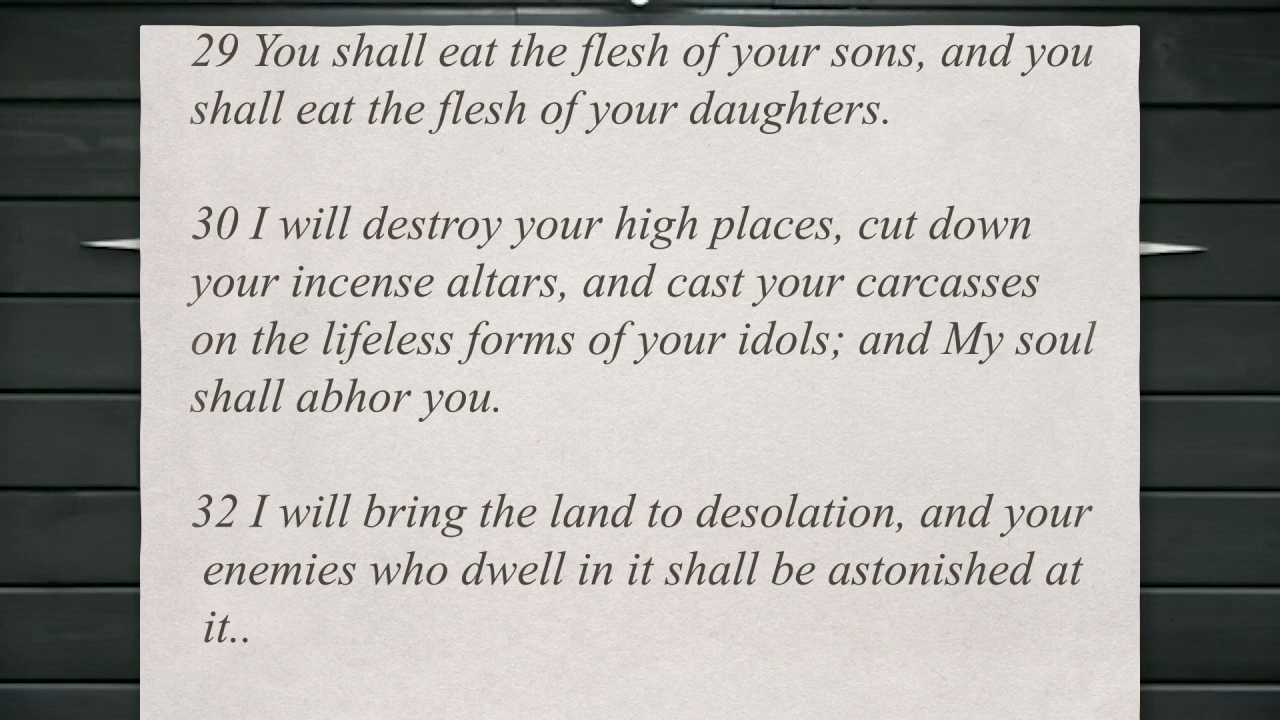 29 You shall eat the flesh of your sons, and you
shall eat the flesh of your daughters.
30 I will destroy your high places, cut down
your incense altars, and cast your carcasses
on the lifeless forms of your idols; and My soul
shall abhor you.
32 I will bring the land to desolation, and your
enemies who dwell in it shall be astonished at
it..